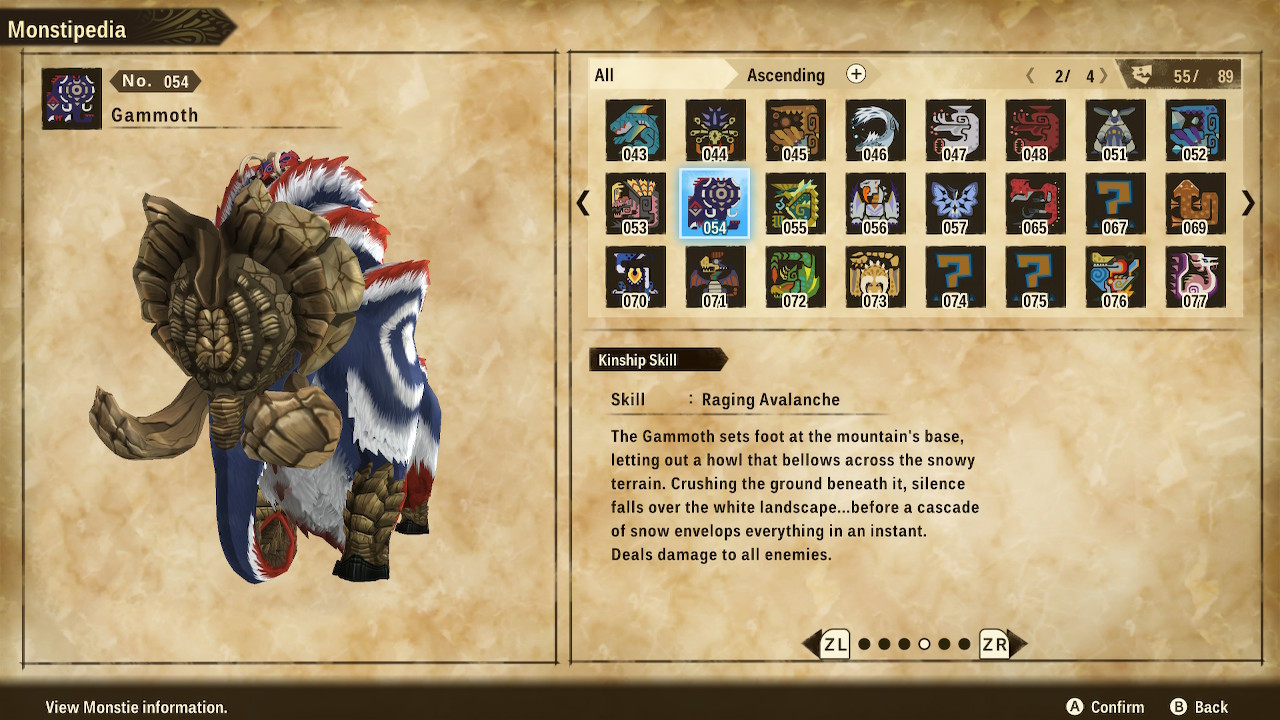 Monstipedia
No. 054
Gammoth
All
Ascending +
2/ 4
55/ 89
043 044 045 046 047 048 051 052
053 054 055 056 057 065 067 069
070 071 072 073 074 075 076 077
Kinship Skill
Skill : Raging Avalanche
The Gammoth sets foot at the mountain's base,
letting out a howl that bellows across the snowy
terrain. Crushing the ground beneath it, silence
falls over the white landscape...before a cascade
of snow envelops everything in an instant.
Deals damage to all enemies.
ZL ZR
View Monstie information.
A Confirm B Back